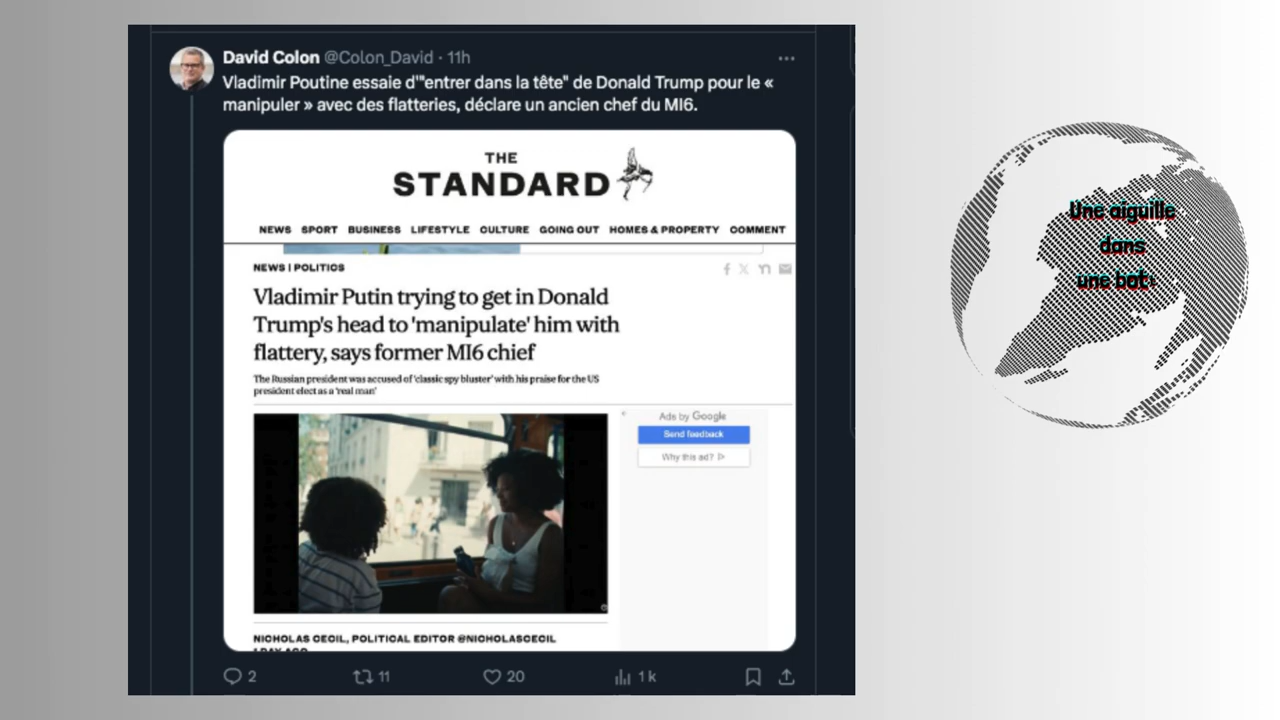 David Colon @Colon_David · 11h
Vladimir Poutine essaie d'"entrer dans la tête" de Donald Trump pour le «
manipuler » avec des flatteries, déclare un ancien chef du MI6.
THE
STANDARD
NEWS SPORT BUSINESS LIFESTYLE CULTURE GOING OUT HOMES & PROPERTY COMMENT
NEWS | POLITICS
Vladimir Putin trying to get in Donald
Trump's head to 'manipulate' him with
flattery, says former MI6 chief
The Russian president was accused of 'classic spy bluster' with his praise for the US
president elect as a 'real man'
Ads by Google
Send feedback
Why this ad?
NICHOLAS CECIL, POLITICAL EDITOR @NICHOLASCECIL
1 DAY AGO
2 11 20 1 k
Une aiguille
dans
une bot